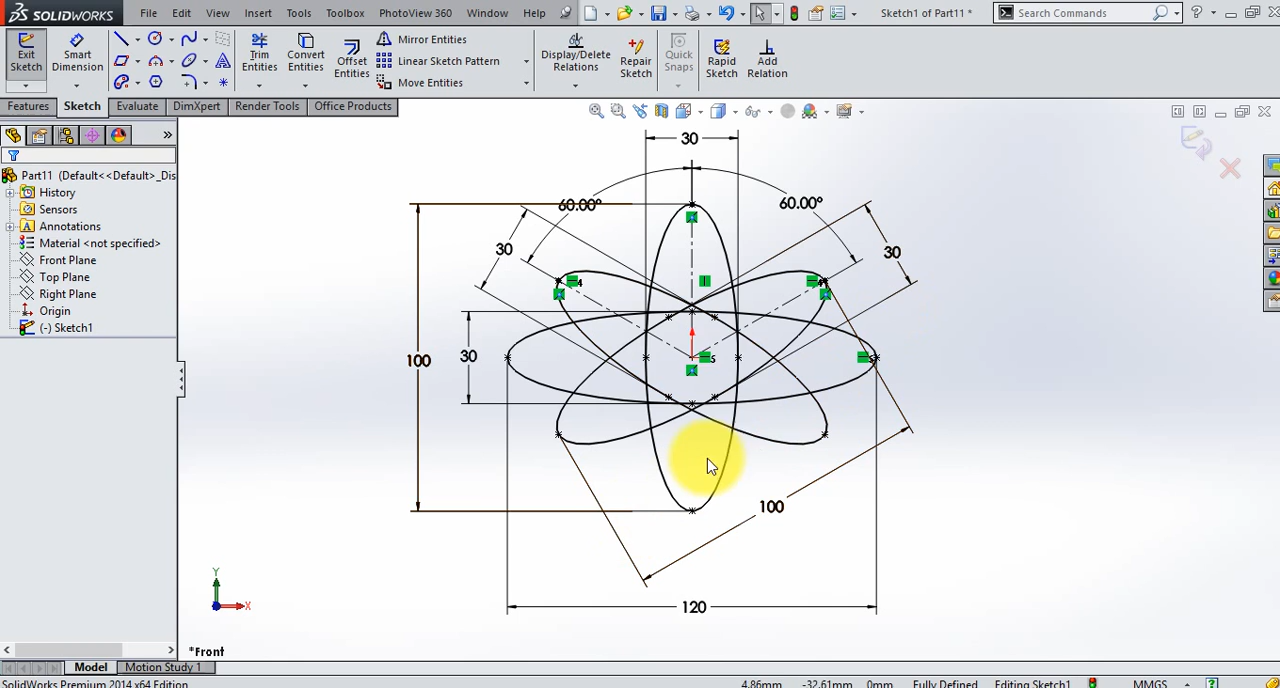 SOLIDWORKS File Edit View Insert Tools Toolbox PhotoView 360 Window Help Sketch1 of Part11 * Search Commands ?
Exit Sketch
Smart Dimension
Trim Entities
Convert Entities
Offset Entities
Mirror Entities
Linear Sketch Pattern
Move Entities
Display/Delete Relations
Repair Sketch
Quick Snaps
Rapid Sketch
Add Relation
Features Sketch Evaluate DimXpert Render Tools Office Products
Part11 (Default<<Default>_Dis
History
Sensors
Annotations
Material <not specified>
Front Plane
Top Plane
Right Plane
Origin
(-) Sketch1
30
60.00°
60.00°
30
30
100
30
100
120
Y
X
*Front
Model Motion Study 1
SolidWorks Premium 2014 x64 Edition 4.86mm -32.61mm 0mm Fully Defined Editing Sketch1 MMGS ?